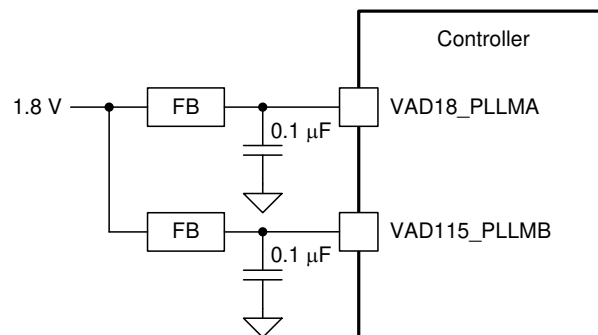 Controller
1.8 V
FB
VAD18_PLLMA
0.1 μF
FB
VAD115_PLLMB
0.1 μF